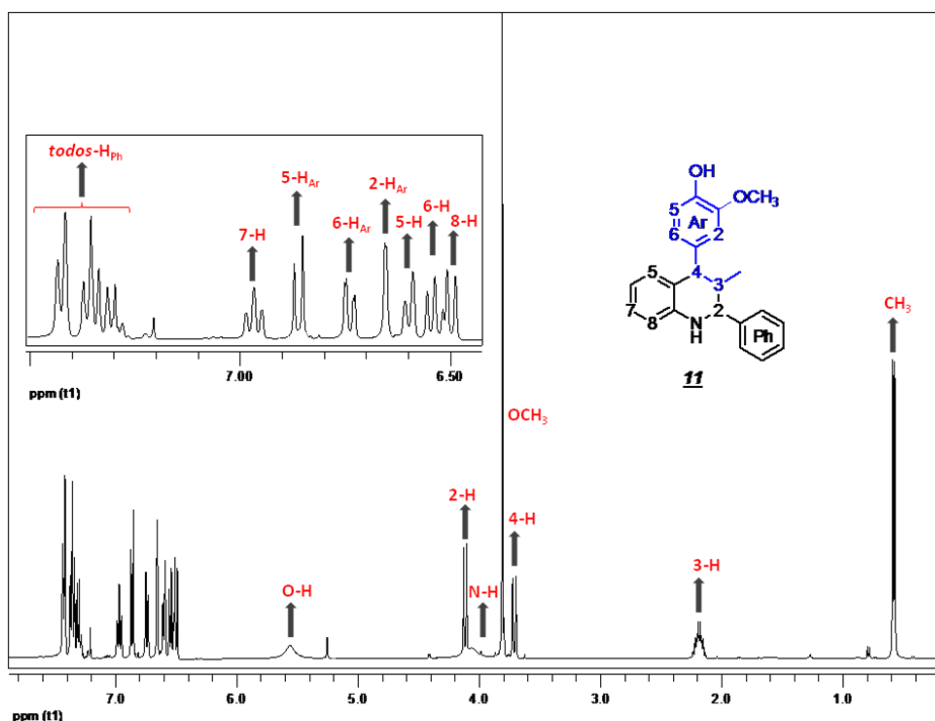 todos-HPh
5-HAr
2-HAr
7-H
6-HAr
5-H
6-H
8-H
7.00
6.50
ppm (t1)
OH
OCH3
5
Ar
6
2
4
5
3
7
8
2
N
H
Ph
11
CH3
OCH3
2-H
4-H
O-H
N-H
3-H
7.0
6.0
5.0
4.0
3.0
2.0
1.0
ppm (t1)